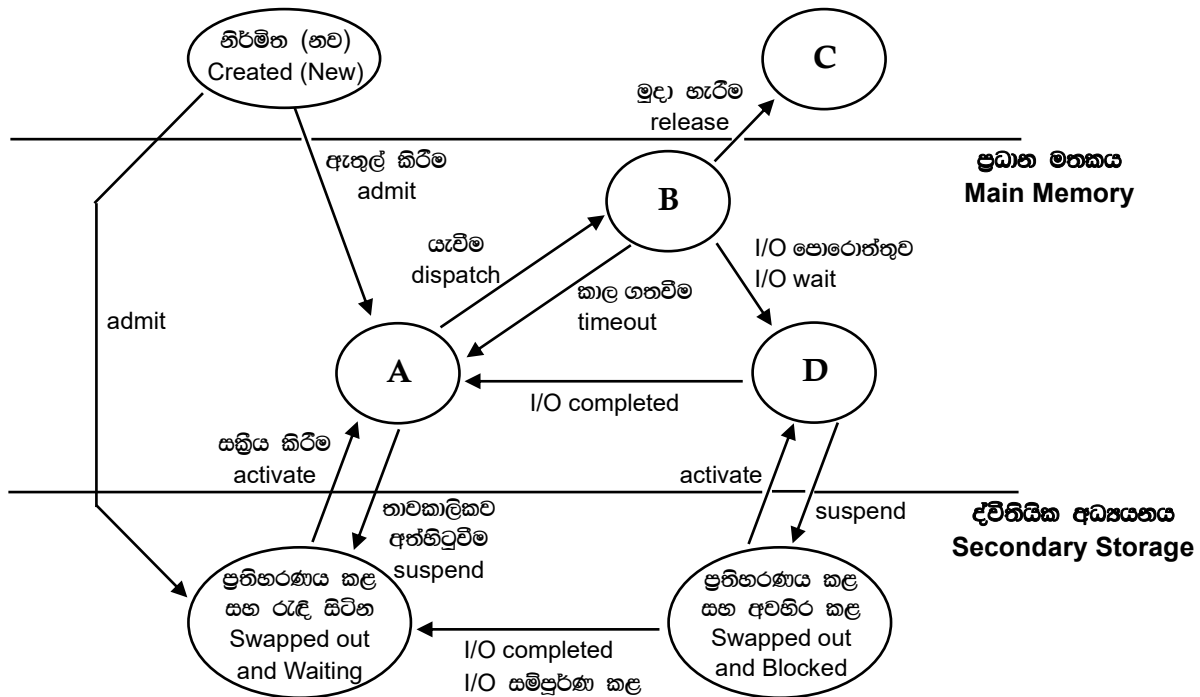 නිර්මිත (නව)
Created (New)
C
මුදා හැරීම
release
ඇතුල් කිරීම
admit
ප්‍රධාන මතකය
Main Memory
B
යැවීම
dispatch
I/O පොරොත්තුව
I/O wait
කාල ගතවීම
timeout
admit
A
D
I/O completed
සක්‍රීය කිරීම
activate
activate
තාවකාලිකව
අත්හිටුවීම
suspend
suspend
ද්විතීයික අධ්‍යයනය
Secondary Storage
ප්‍රතිහරණය කළ
සහ රැඳි සිටින
Swapped out
and Waiting
ප්‍රතිහරණය කළ
සහ අවහිර කළ
Swapped out
and Blocked
I/O completed
I/O සම්පූර්ණ කළ